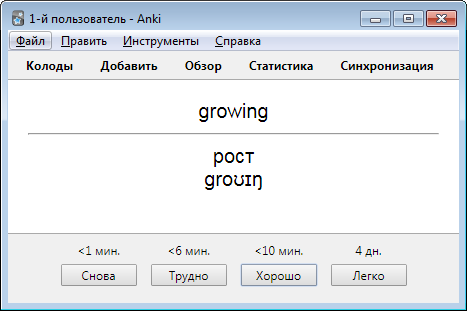 1-й пользователь - Anki
Файл Править Инструменты Справка
Колоды Добавить Обзор Статистика Синхронизация
growing
рост
groʊɪŋ
<1 мин. <6 мин. <10 мин. 4 дн.
Снова Трудно Хорошо Легко